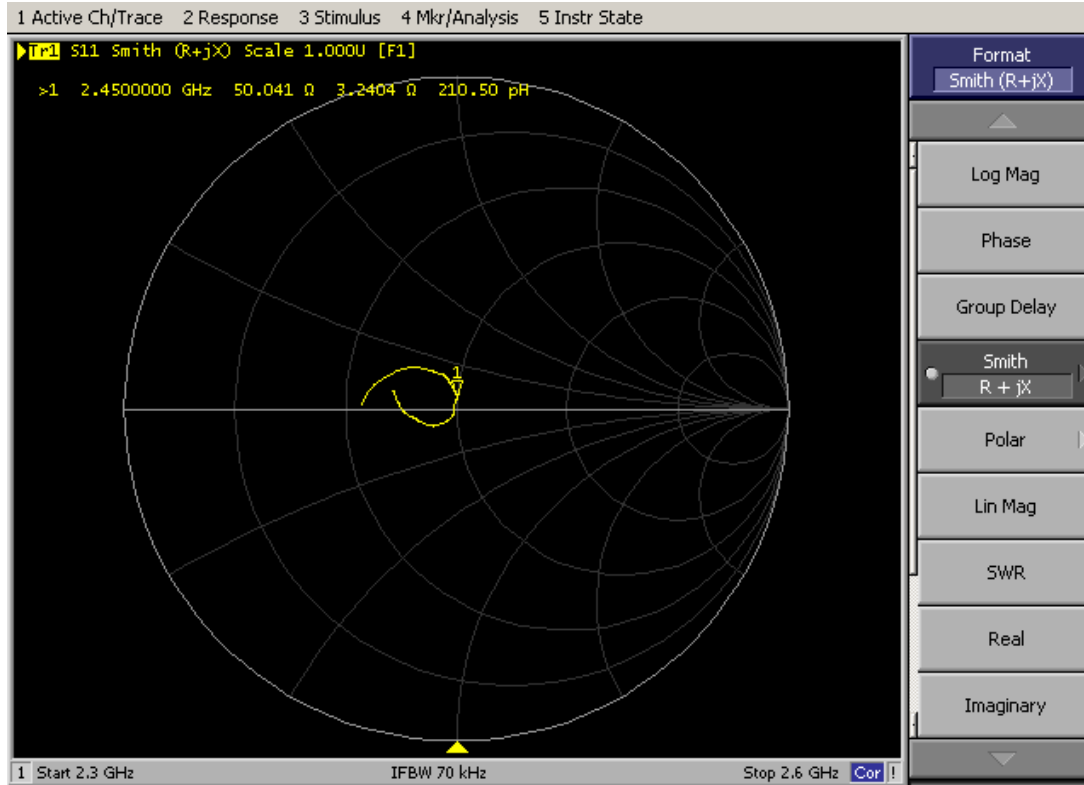 1 Active Ch/Trace 2 Response 3 Stimulus 4 Mkr/Analysis 5 Instr State
Tr1 S11 Smith (R+jX) Scale 1.000U [F1]
>1 2.4500000 GHz 50.041 Ω 3.2404 Ω 210.50 pH
1
Format
Smith (R+jX)
Log Mag
Phase
Group Delay
Smith
R + jX
Polar
Lin Mag
SWR
Real
Imaginary
1 Start 2.3 GHz IFBW 70 kHz Stop 2.6 GHz Cor !